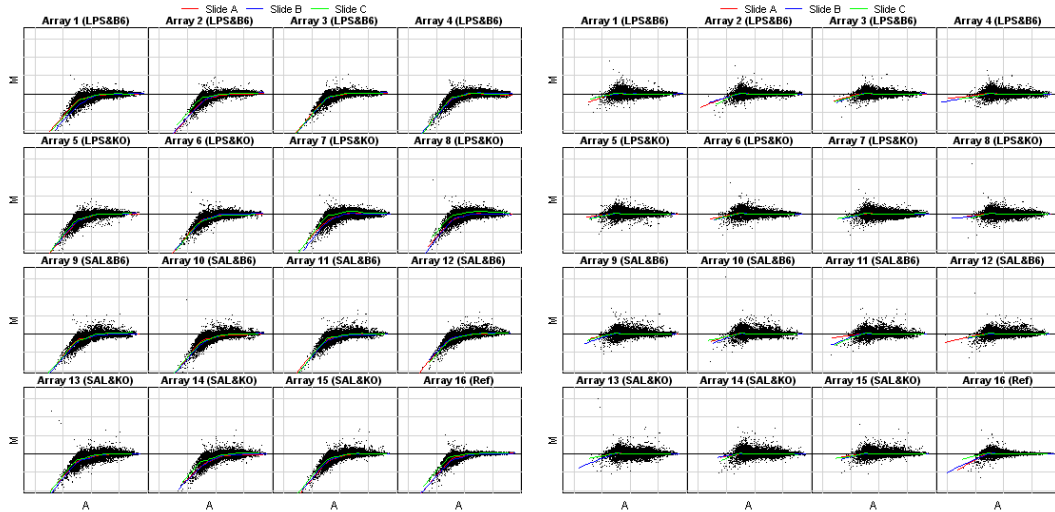 Slide A Slide B Slide C
Array 1 (LPS&B6) Array 2 (LPS&B6) Array 3 (LPS&B6) Array 4 (LPS&B6)
M
Array 5 (LPS&KO) Array 6 (LPS&KO) Array 7 (LPS&KO) Array 8 (LPS&KO)
M
Array 9 (SAL&B6) Array 10 (SAL&B6) Array 11 (SAL&B6) Array 12 (SAL&B6)
M
Array 13 (SAL&KO) Array 14 (SAL&KO) Array 15 (SAL&KO) Array 16 (Ref)
M
A A A A
Slide A Slide B Slide C
Array 1 (LPS&B6) Array 2 (LPS&B6) Array 3 (LPS&B6) Array 4 (LPS&B6)
M
Array 5 (LPS&KO) Array 6 (LPS&KO) Array 7 (LPS&KO) Array 8 (LPS&KO)
M
Array 9 (SAL&B6) Array 10 (SAL&B6) Array 11 (SAL&B6) Array 12 (SAL&B6)
M
Array 13 (SAL&KO) Array 14 (SAL&KO) Array 15 (SAL&KO) Array 16 (Ref)
M
A A A A